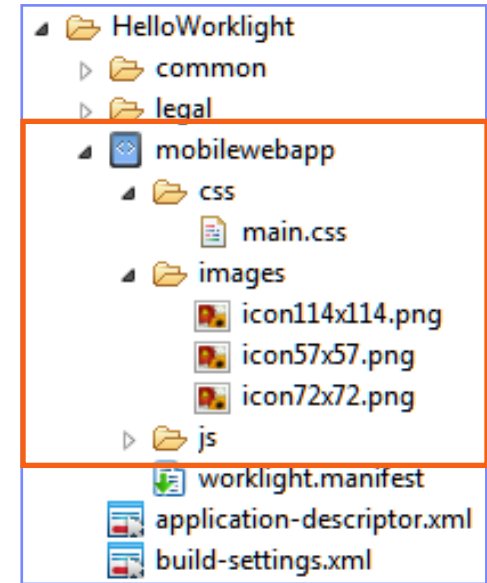 HelloWorklight
common
legal
mobilewebapp
css
main.css
images
icon114x114.png
icon57x57.png
icon72x72.png
js
worklight.manifest
application-descriptor.xml
build-settings.xml